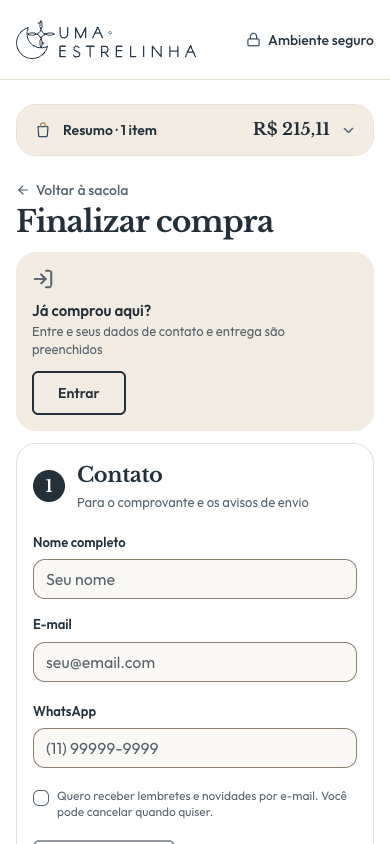 UMA
ESTRELINHA
Ambiente seguro
Resumo · 1 item
R$ 215,11
Voltar à sacola
Finalizar compra
Já comprou aqui?
Entre e seus dados de contato e entrega são
preenchidos
Entrar
1
Contato
Para o comprovante e os avisos de envio
Nome completo
Seu nome
E-mail
seu@email.com
WhatsApp
(11) 99999-9999
Quero receber lembretes e novidades por e-mail. Você
pode cancelar quando quiser.